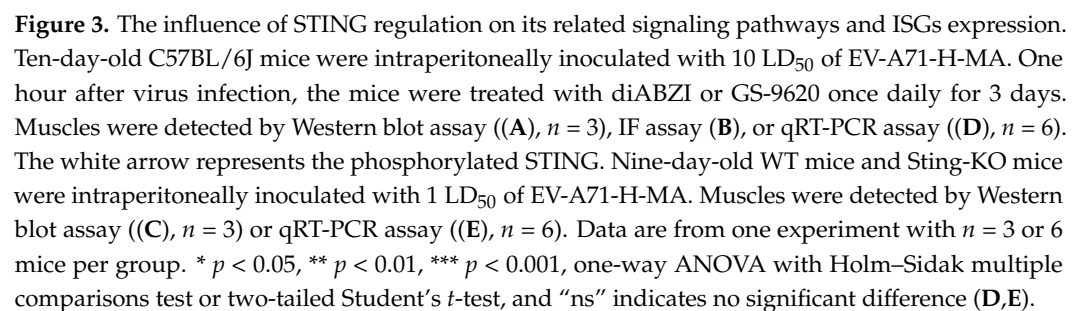 Figure 3. The influence of STING regulation on its related signaling pathways and ISGs expression.
Ten-day-old C57BL/6J mice were intraperitoneally inoculated with 10 LD50 of EV-A71-H-MA. One
hour after virus infection, the mice were treated with diABZI or GS-9620 once daily for 3 days.
Muscles were detected by Western blot assay ((A), n = 3), IF assay (B), or qRT-PCR assay ((D), n = 6).
The white arrow represents the phosphorylated STING. Nine-day-old WT mice and Sting-KO mice
were intraperitoneally inoculated with 1 LD50 of EV-A71-H-MA. Muscles were detected by Western
blot assay ((C), n = 3) or qRT-PCR assay ((E), n = 6). Data are from one experiment with n = 3 or 6
mice per group. * p < 0.05, ** p < 0.01, *** p < 0.001, one-way ANOVA with Holm–Sidak multiple
comparisons test or two-tailed Student's t-test, and "ns" indicates no significant difference (D,E).